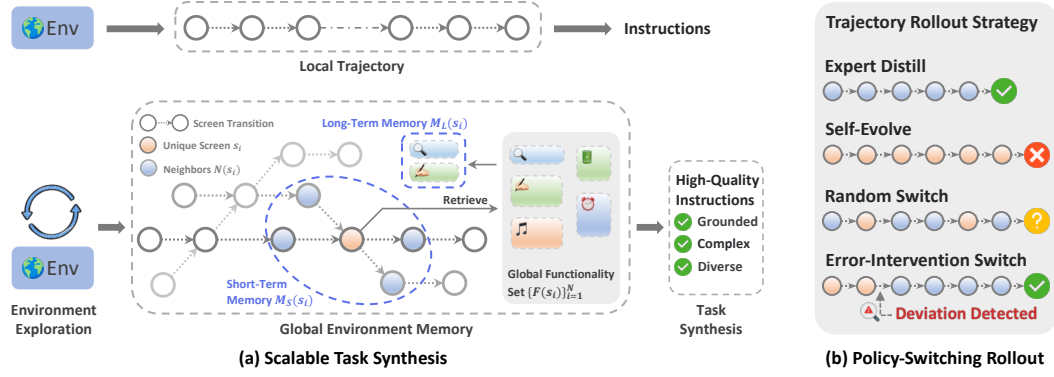 Env
Local Trajectory
Instructions
Env
Environment
Exploration
Screen Transition
Unique Screen s_i
Neighbors N(s_i)
Long-Term Memory M_L(s_i)
Retrieve
Short-Term
Memory M_S(s_i)
Global Functionality
Set {F(s_i)}_{i=1}^N
Global Environment Memory
High-Quality
Instructions
Grounded
Complex
Diverse
Task
Synthesis
(a) Scalable Task Synthesis
Trajectory Rollout Strategy
Expert Distill
Self-Evolve
Random Switch
?
Error-Intervention Switch
Deviation Detected
(b) Policy-Switching Rollout